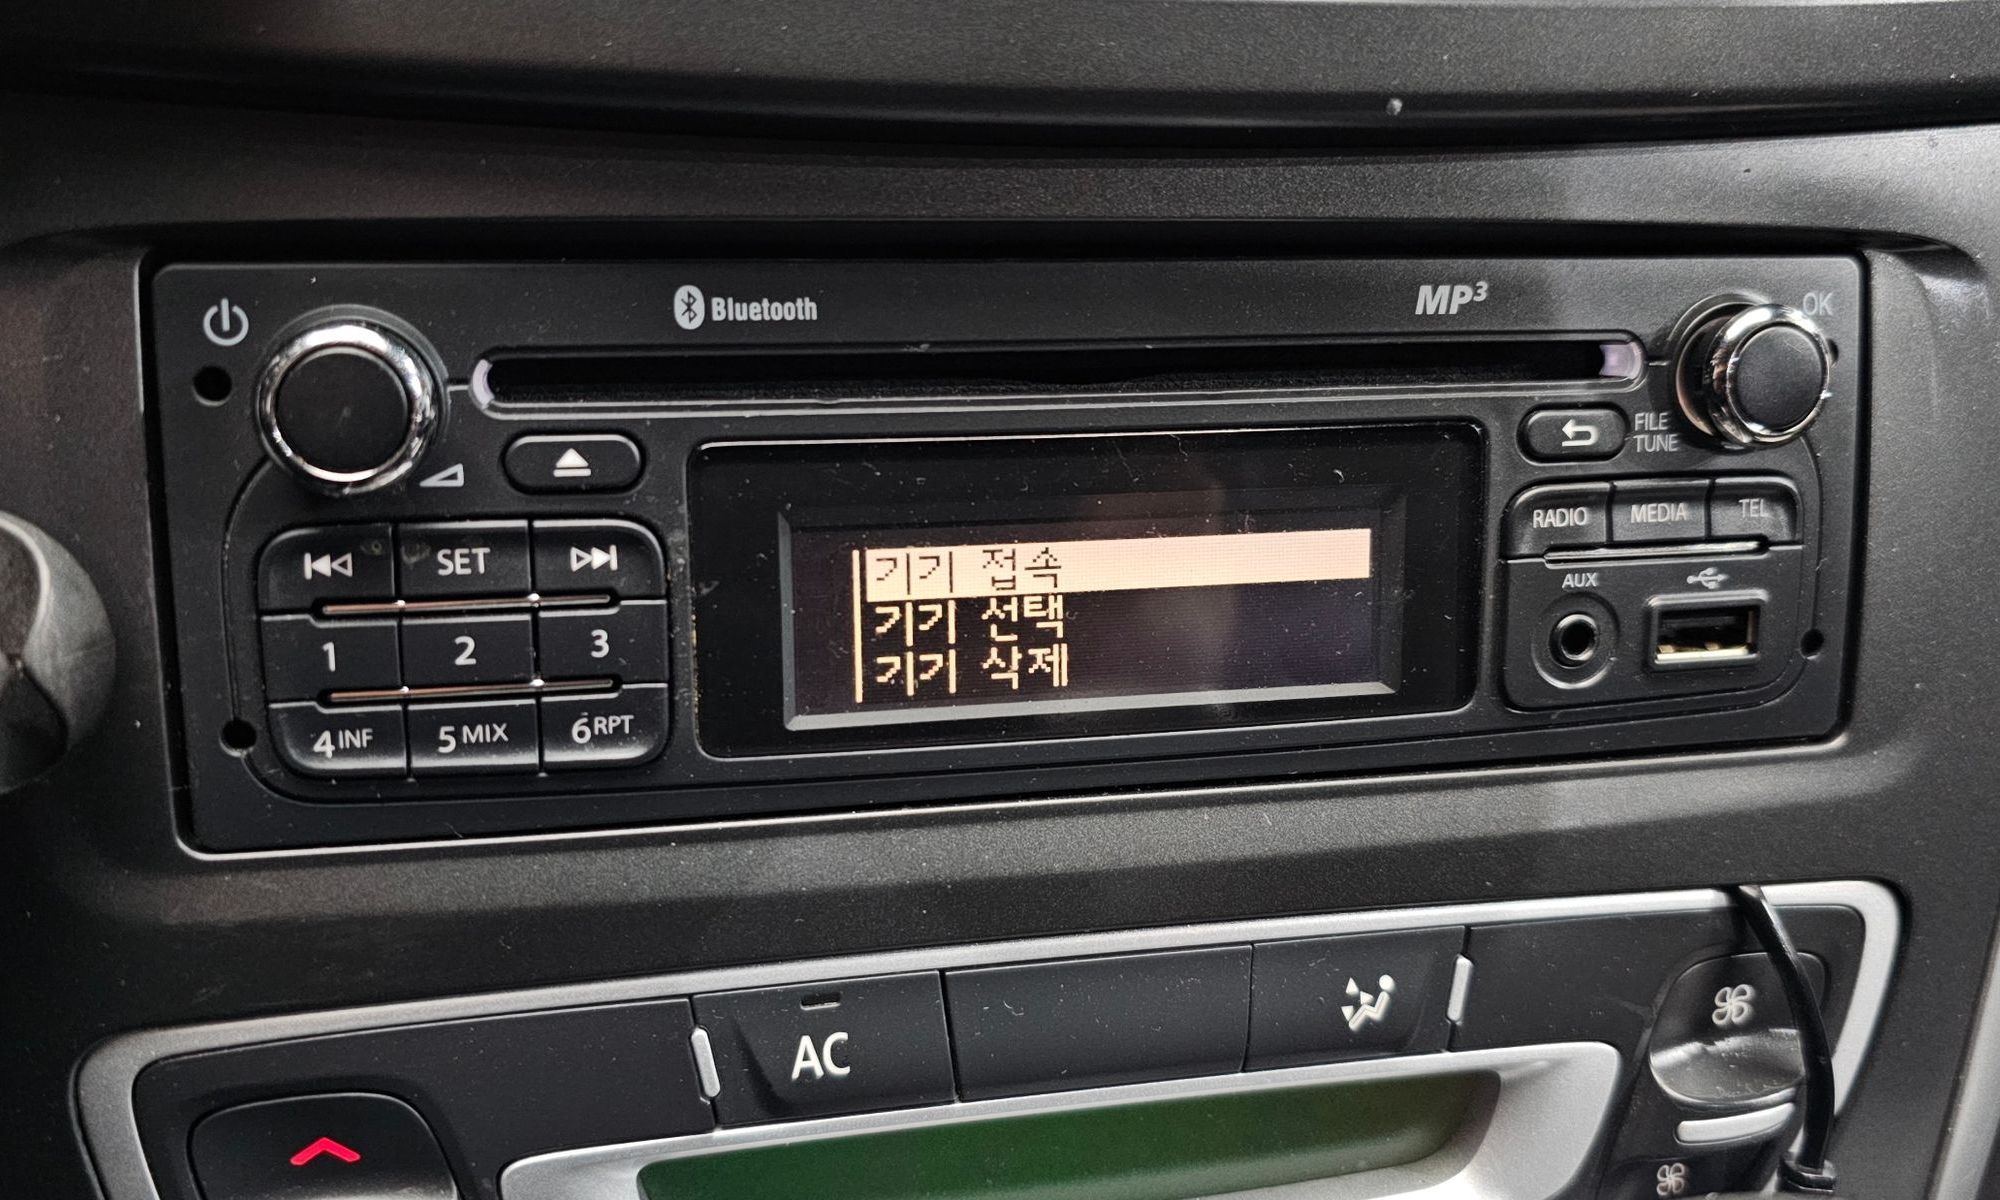 Bluetooth
MP3
OK
FILE
TUNE
SET
1
2
3
4 INF
5 MIX
6 RPT
기기 접속
기기 선택
기기 삭제
RADIO
MEDIA
TEL
AUX
AC